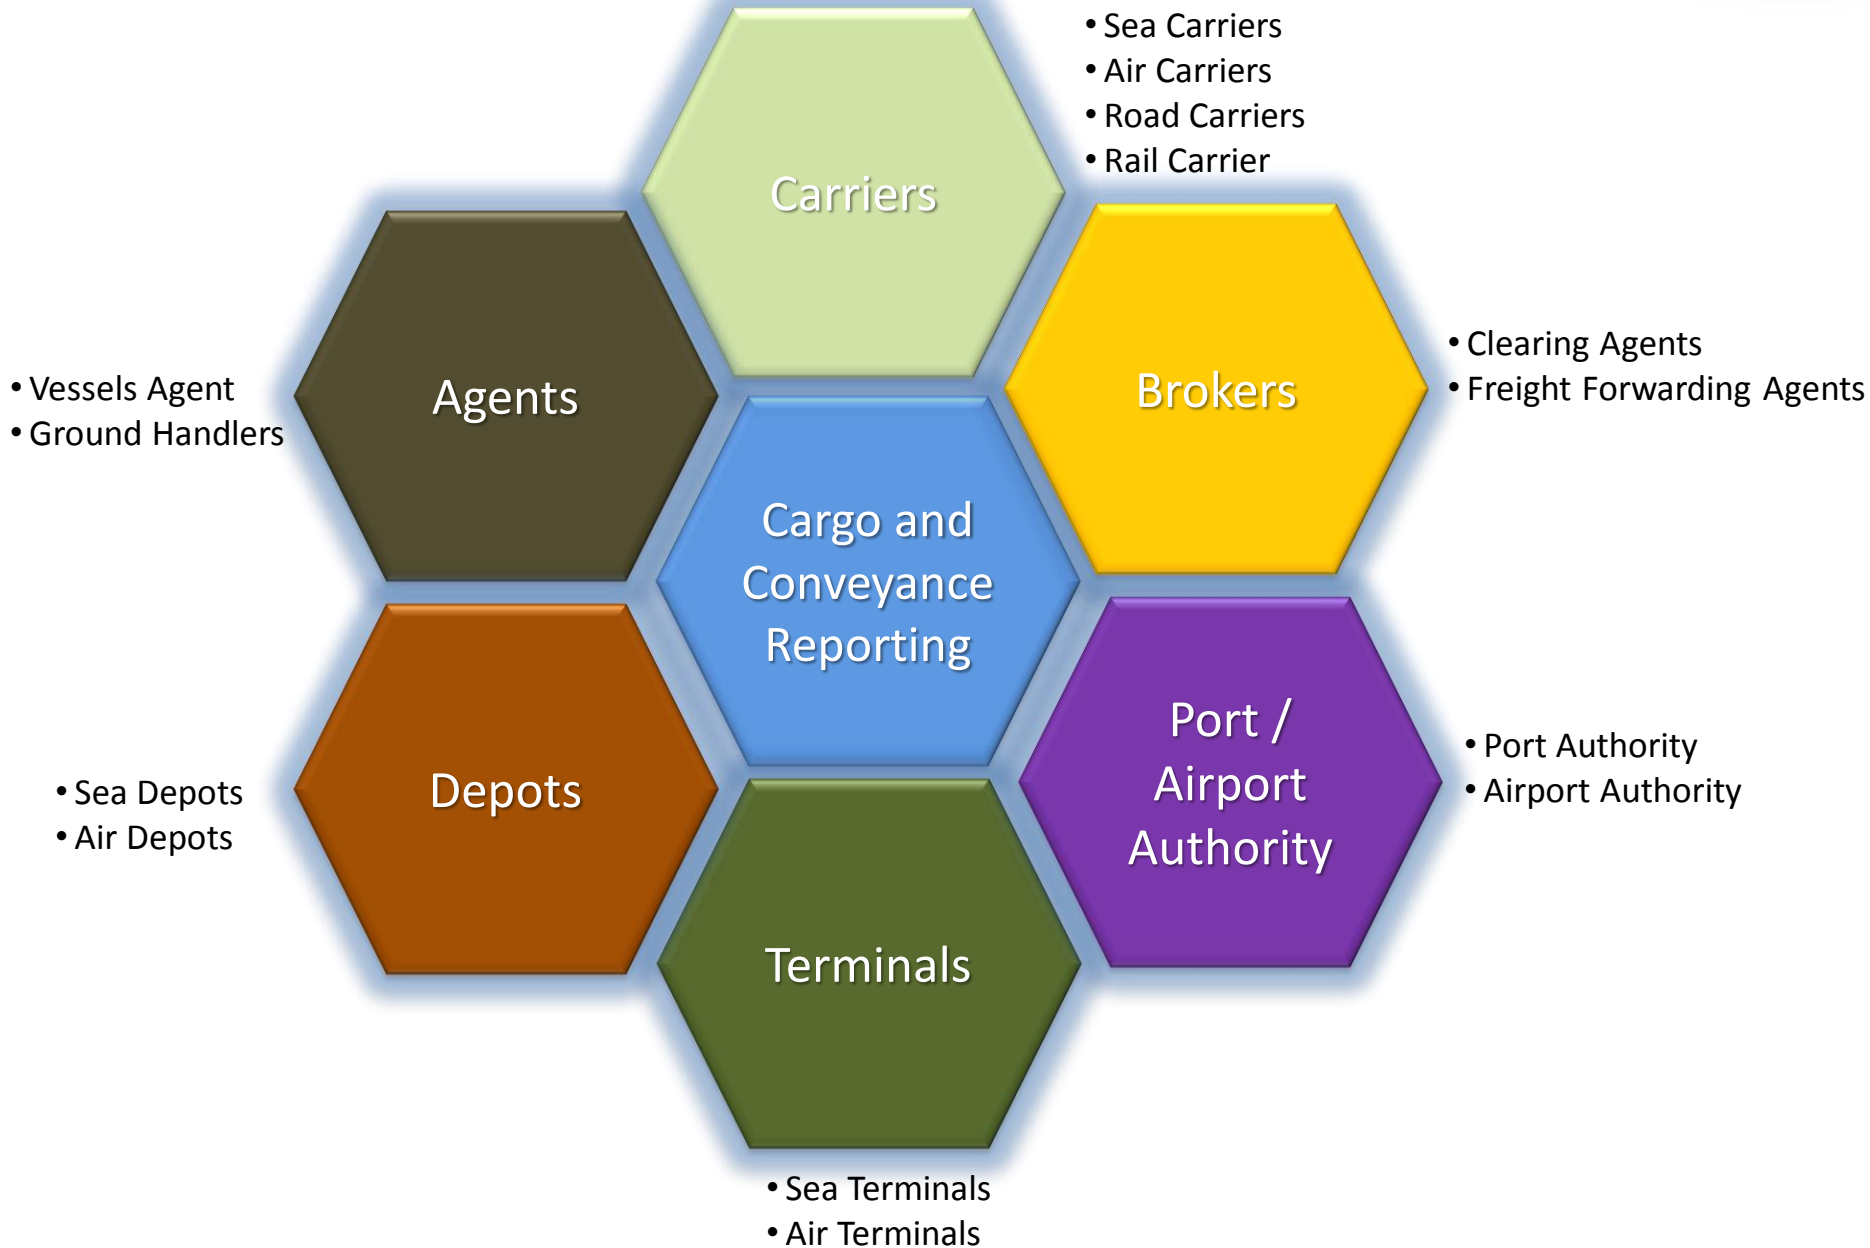 • Sea Carriers
• Air Carriers
• Road Carriers
• Rail Carrier
Carriers
• Clearing Agents
• Freight Forwarding Agents
Brokers
• Vessels Agent
• Ground Handlers
Agents
Cargo and
Conveyance
Reporting
Port /
Airport
Authority
• Port Authority
• Airport Authority
• Sea Depots
• Air Depots
Depots
Terminals
• Sea Terminals
• Air Terminals